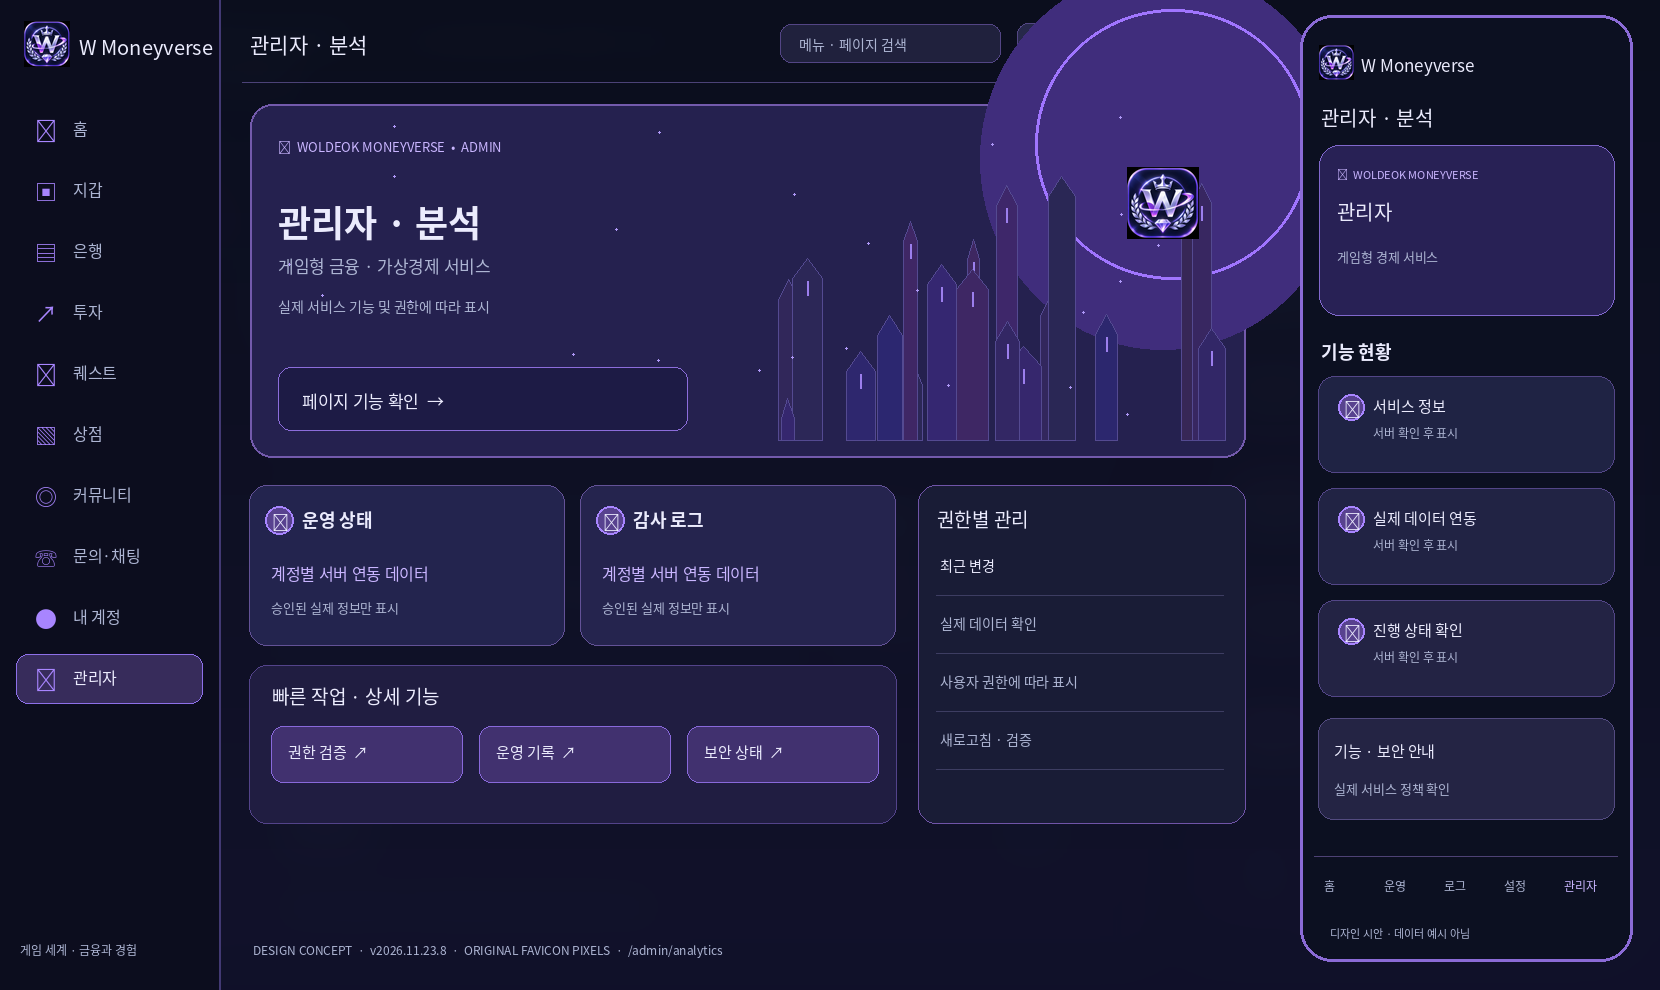 W Moneyverse
홈
지갑
은행
투자
퀘스트
상점
커뮤니티
문의·채팅
내 계정
관리자
게임 세계 · 금융과 경험
관리자 · 분석
메뉴 · 페이지 검색
WOLDEOK MONEYVERSE • ADMIN
관리자 · 분석
게임형 금융 · 가상경제 서비스
실제 서비스 기능 및 권한에 따라 표시
페이지 기능 확인 →
W
운영 상태
계정별 서버 연동 데이터
승인된 실제 정보만 표시
감사 로그
계정별 서버 연동 데이터
승인된 실제 정보만 표시
권한별 관리
최근 변경
실제 데이터 확인
사용자 권한에 따라 표시
새로고침 · 검증
빠른 작업 · 상세 기능
권한 검증 ↗
운영 기록 ↗
보안 상태 ↗
DESIGN CONCEPT · v2026.11.23.8 · ORIGINAL FAVICON PIXELS · /admin/analytics
W Moneyverse
관리자 · 분석
WOLDEOK MONEYVERSE
관리자
게임형 경제 서비스
기능 현황
서비스 정보
서버 확인 후 표시
실제 데이터 연동
서버 확인 후 표시
진행 상태 확인
서버 확인 후 표시
기능 · 보안 안내
실제 서비스 정책 확인
홈 운영 로그 설정 관리자
디자인 시안 · 데이터 예시 아님